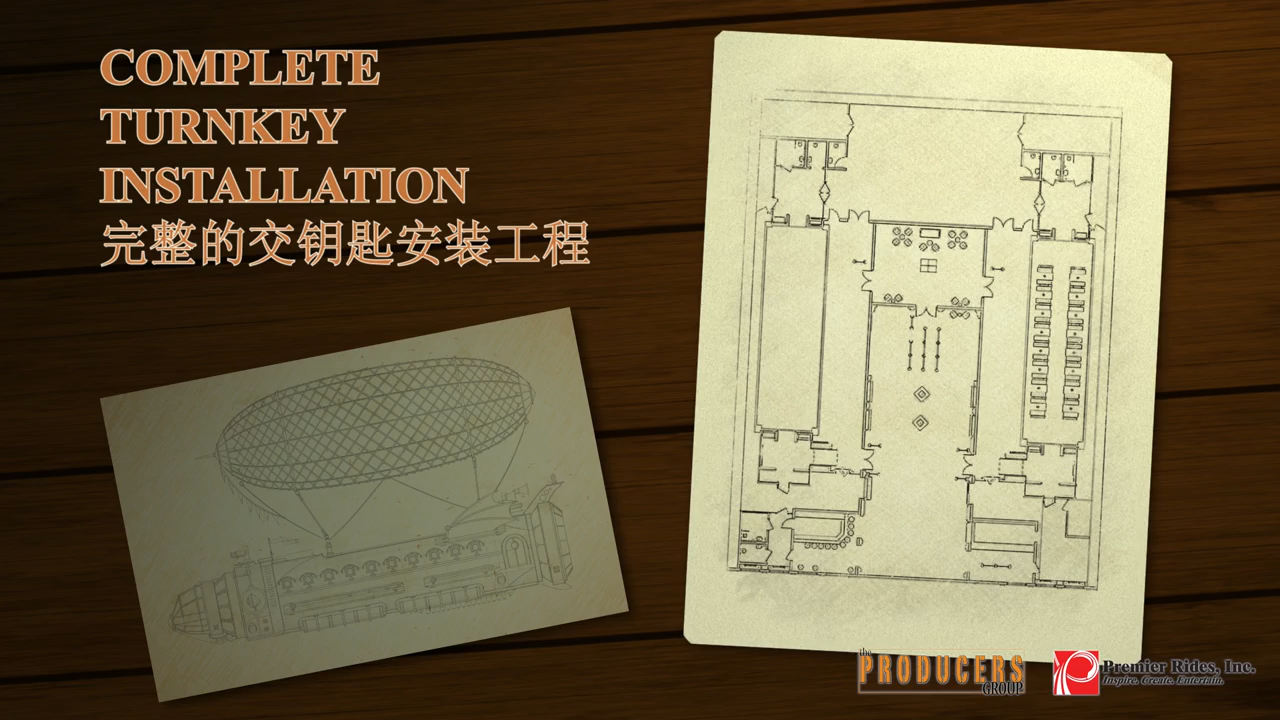 COMPLETE
TURNKEY
INSTALLATION
完整的交钥匙安装工程
the
PRODUCERS
GROUP
Premier Rides, Inc.
Inspire. Create. Entertain.